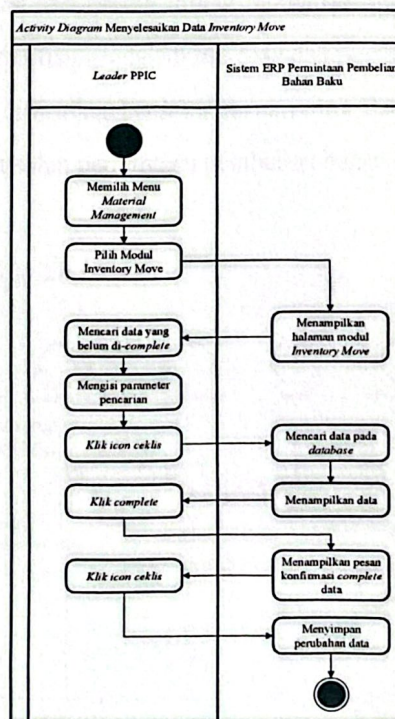 Activity Diagram Menyelesaikan Data Inventory Move
Leader PPIC
Sistem ERP Permintaan Pembelian
Bahan Baku
Memilih Menu
Material
Management
Pilih Modul
Inventory Move
Menampilkan
halaman modul
Inventory Move
Mencari data yang
belum di-complete
Mengisi parameter
pencarian
Klik icon ceklis
Mencari data pada
database
Menampilkan data
Klik complete
Menampilkan pesan
konfirmasi complete
data
Klik icon ceklis
Menyimpan
perubahan data